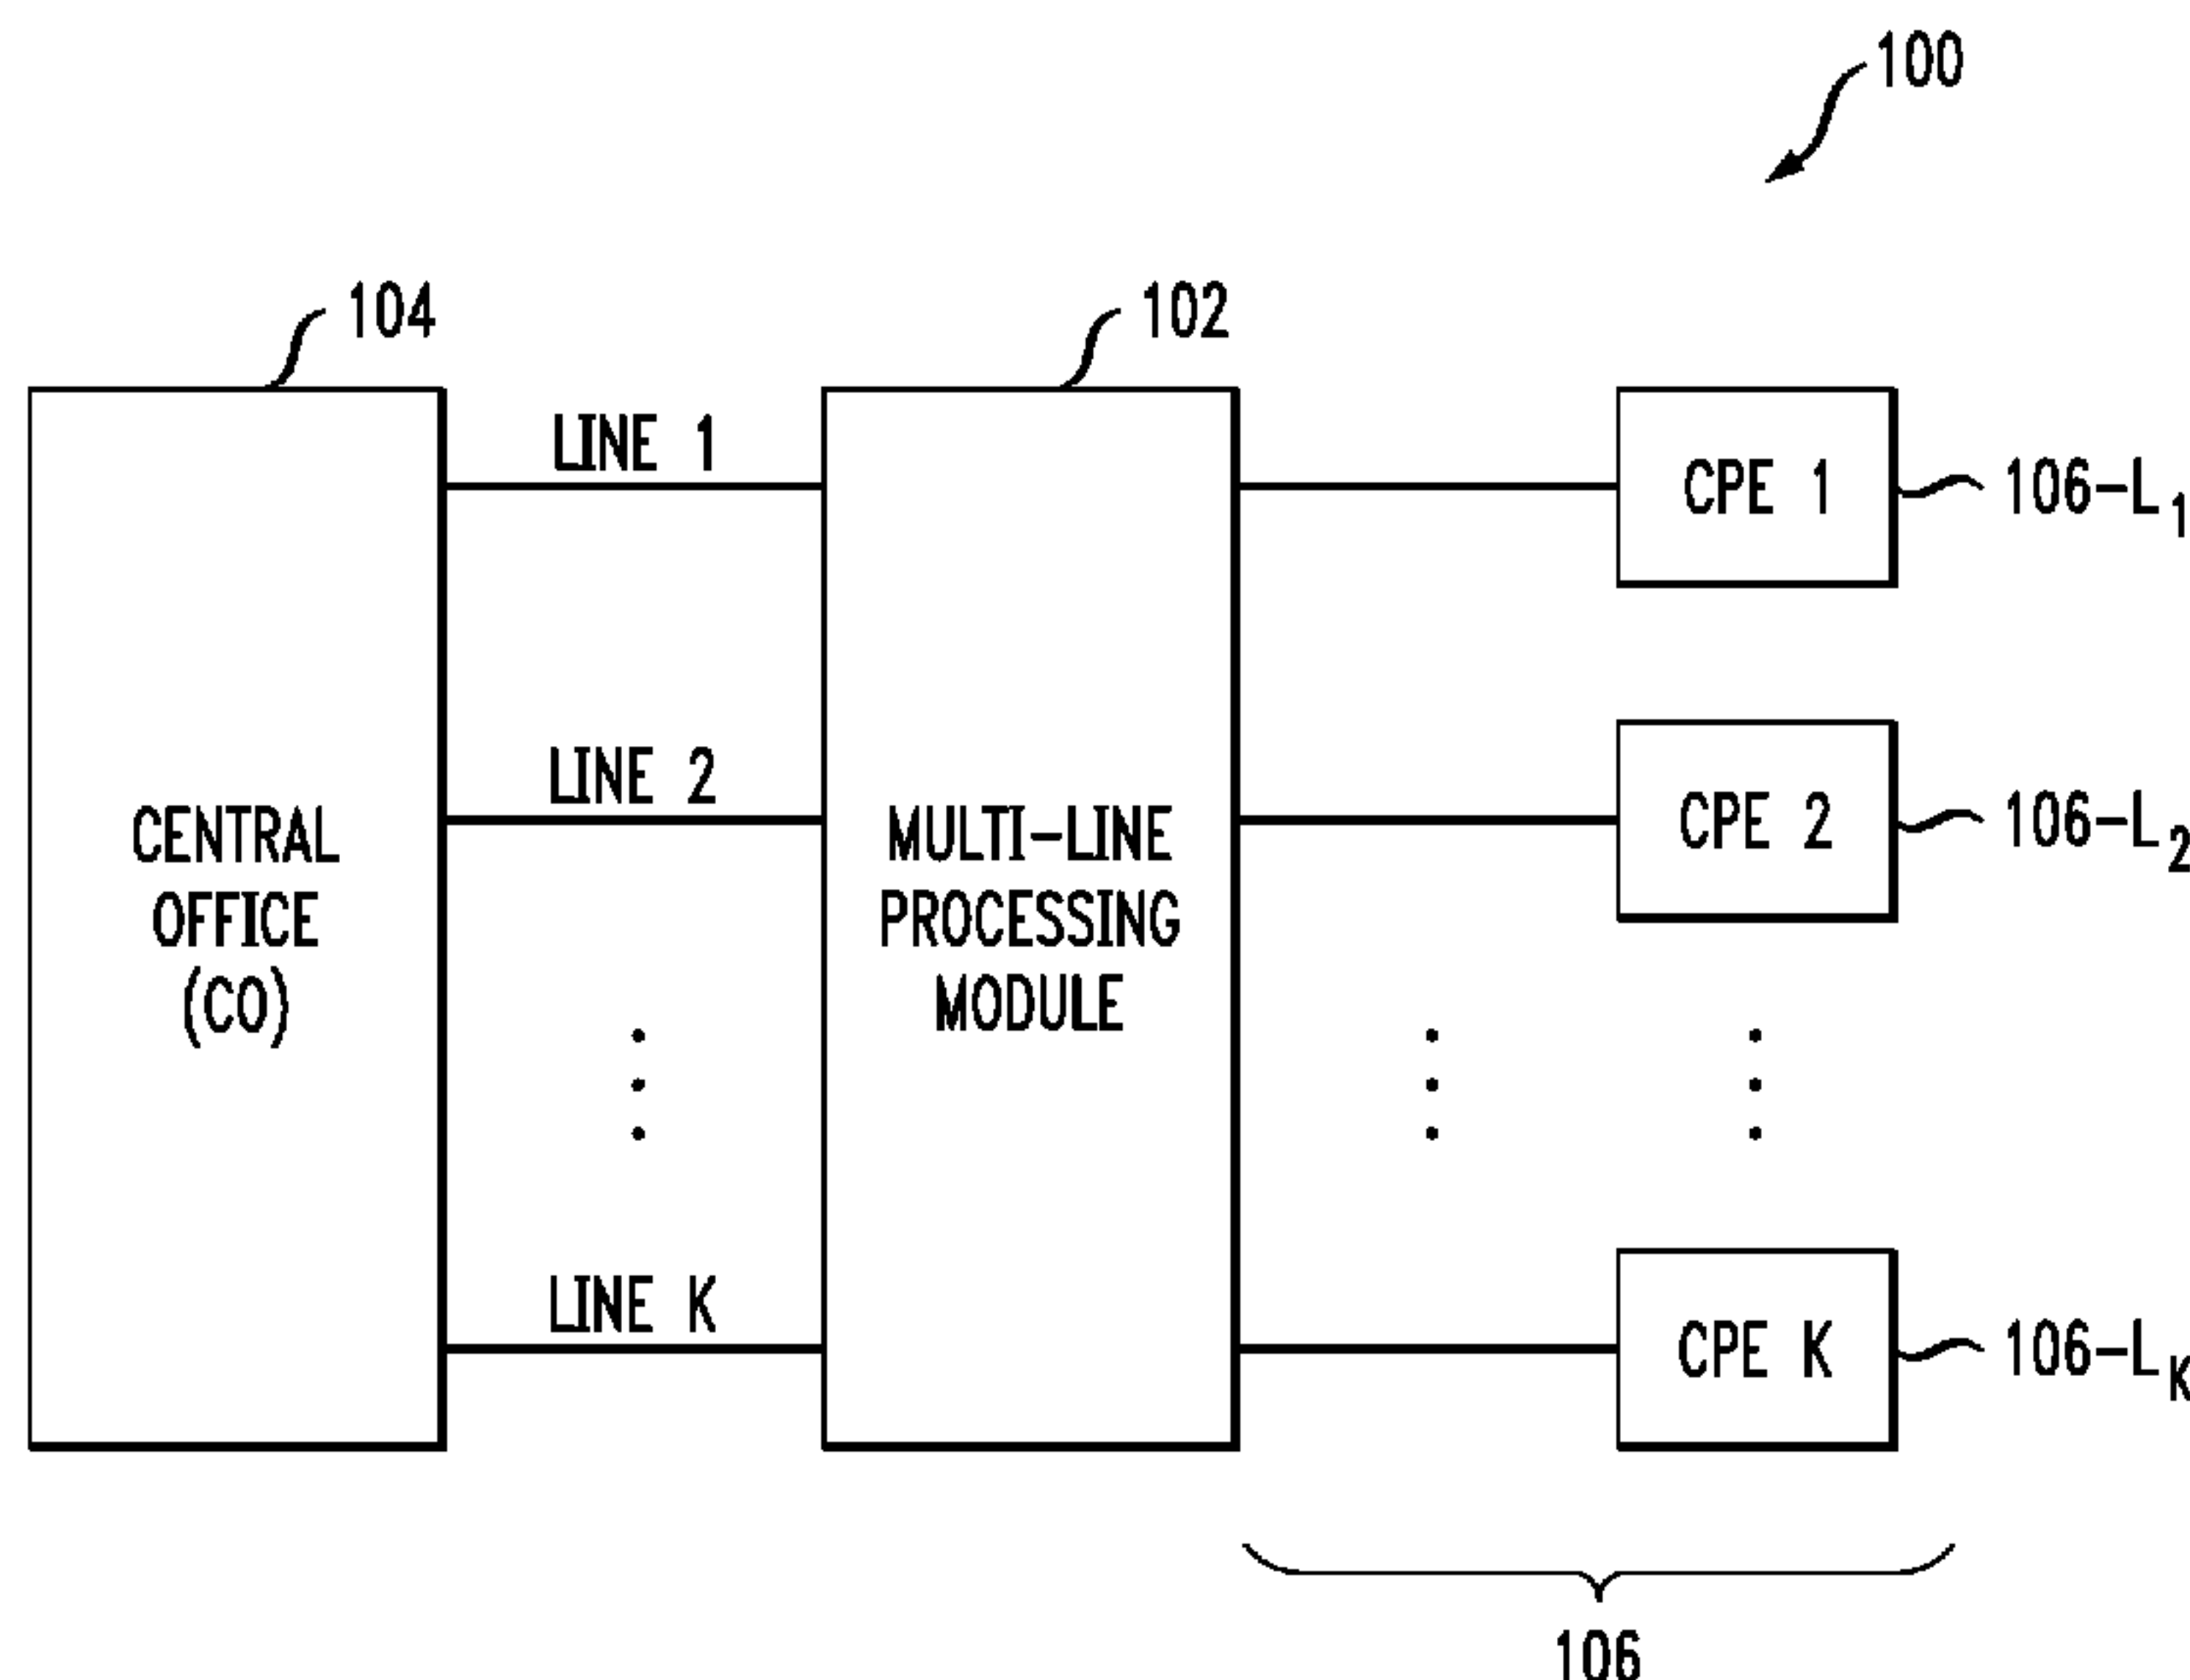 100
104
102
LINE 1
CPE 1
106-L1
LINE 2
CPE 2
106-L2
CENTRAL
OFFICE
(CO)
MULTI-LINE
PROCESSING
MODULE
LINE K
CPE K
106-LK
106